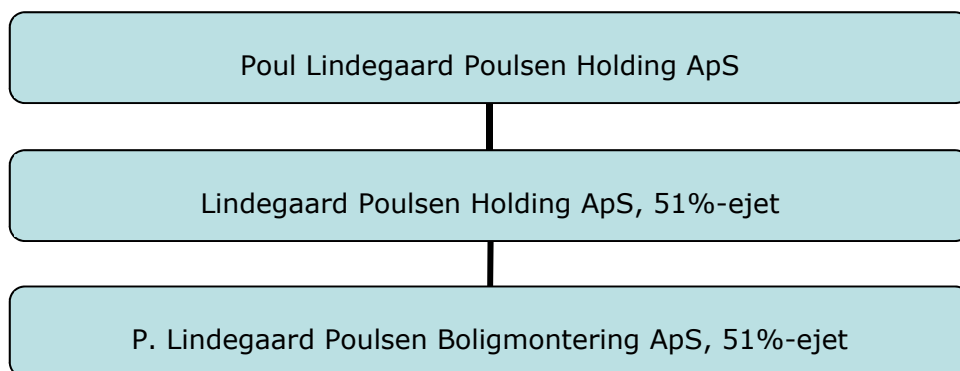 Poul Lindegaard Poulsen Holding ApS
Lindegaard Poulsen Holding ApS, 51%-ejet
P. Lindegaard Poulsen Boligmontering ApS, 51%-ejet